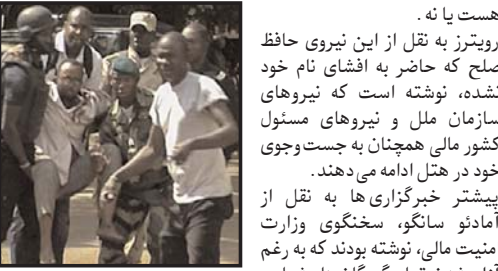 هست یا نه .
رویترز به نقل از این نیروی حافظ
صلح که حاضر به افشای نام خود
نشده، نوشته است که نیروهای
سازمان ملل و نیروهای مسئول
کشور مالی همچنان به جست‌وجوی
خود در هتل ادامه می‌دهند.
پیشتر خبرگزاری ها به نقل از
آمادئو سانگو، سخنگوی وزارت
منیت مالی، نوشته بودند که به رغم